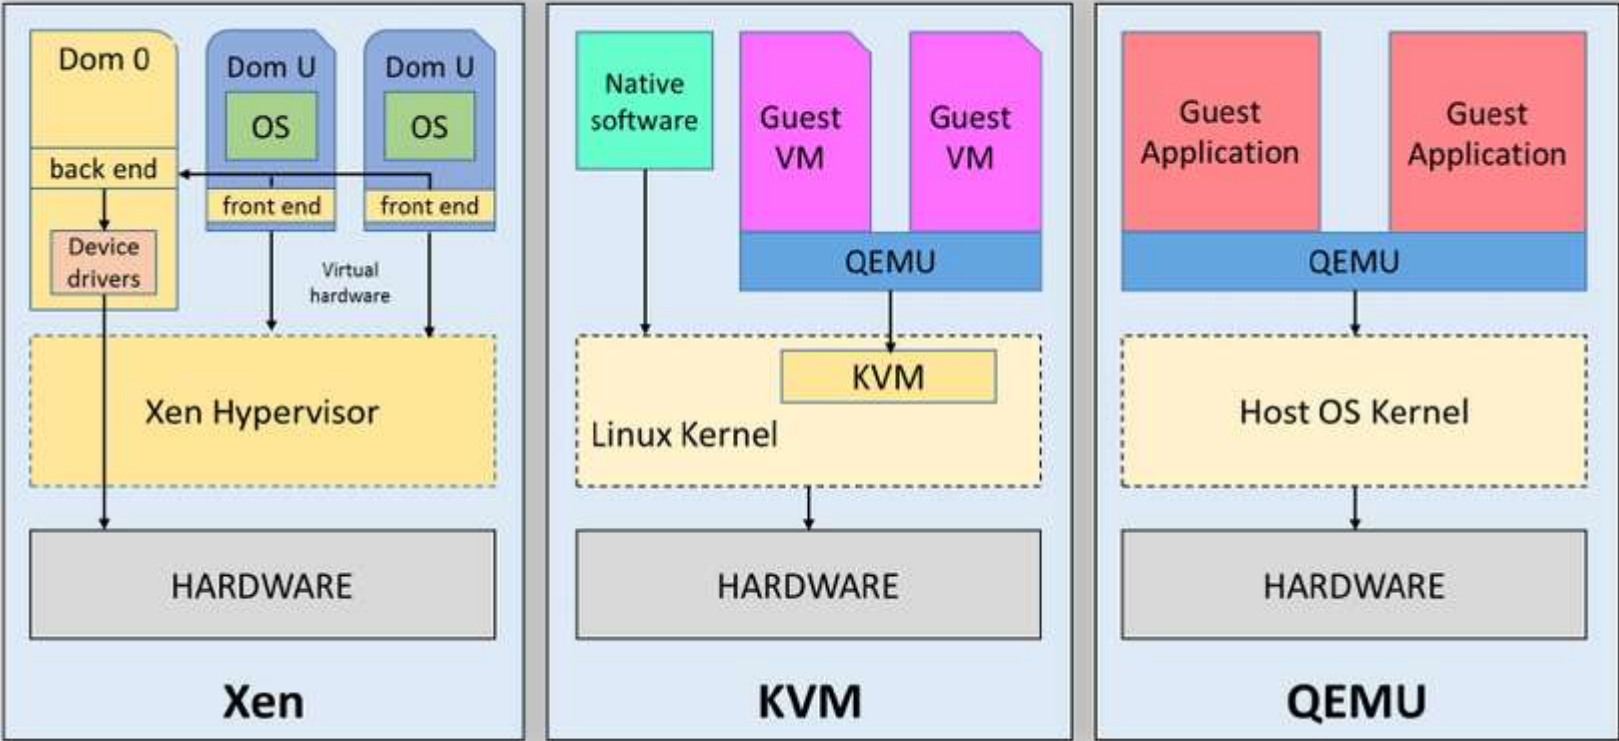 Dom 0
back end
Device
drivers
Dom U
OS
front end
Dom U
OS
front end
Virtual
hardware
Xen Hypervisor
HARDWARE
Xen
Native
software
Guest
VM
Guest
VM
QEMU
KVM
Linux Kernel
HARDWARE
KVM
Guest
Application
Guest
Application
QEMU
Host OS Kernel
HARDWARE
QEMU